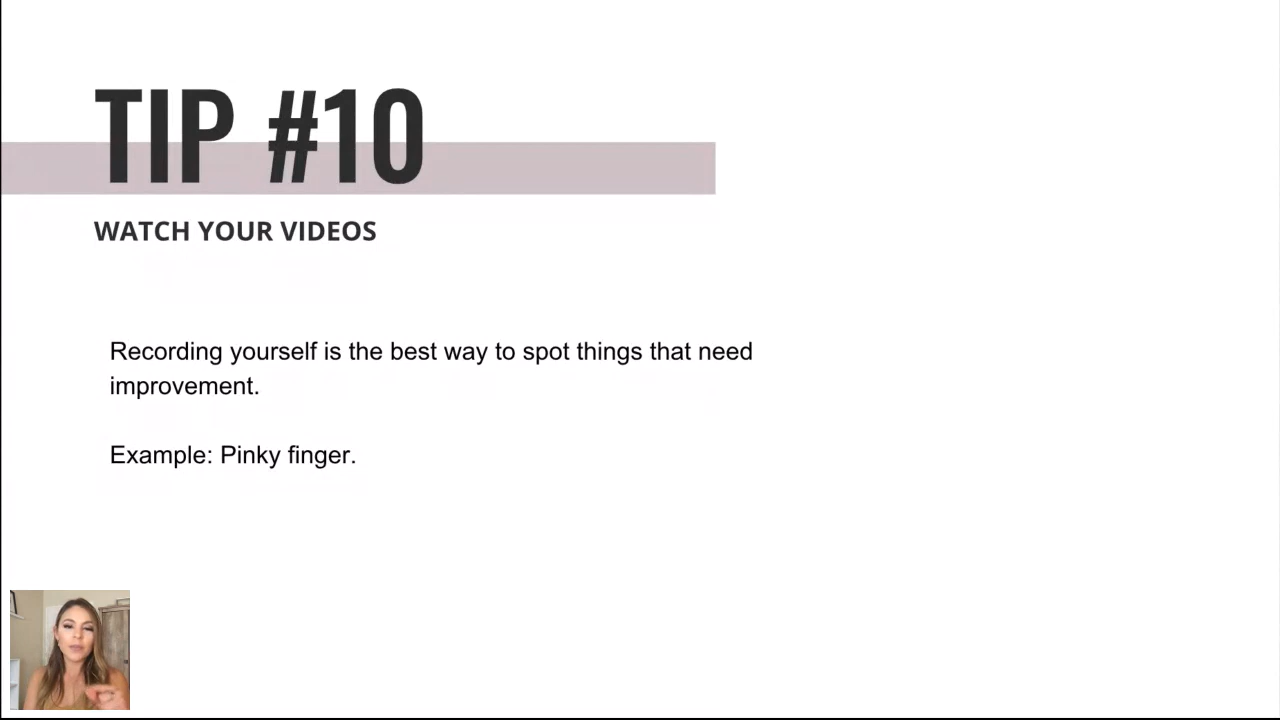 TIP #10
WATCH YOUR VIDEOS
Recording yourself is the best way to spot things that need
improvement.
Example: Pinky finger.